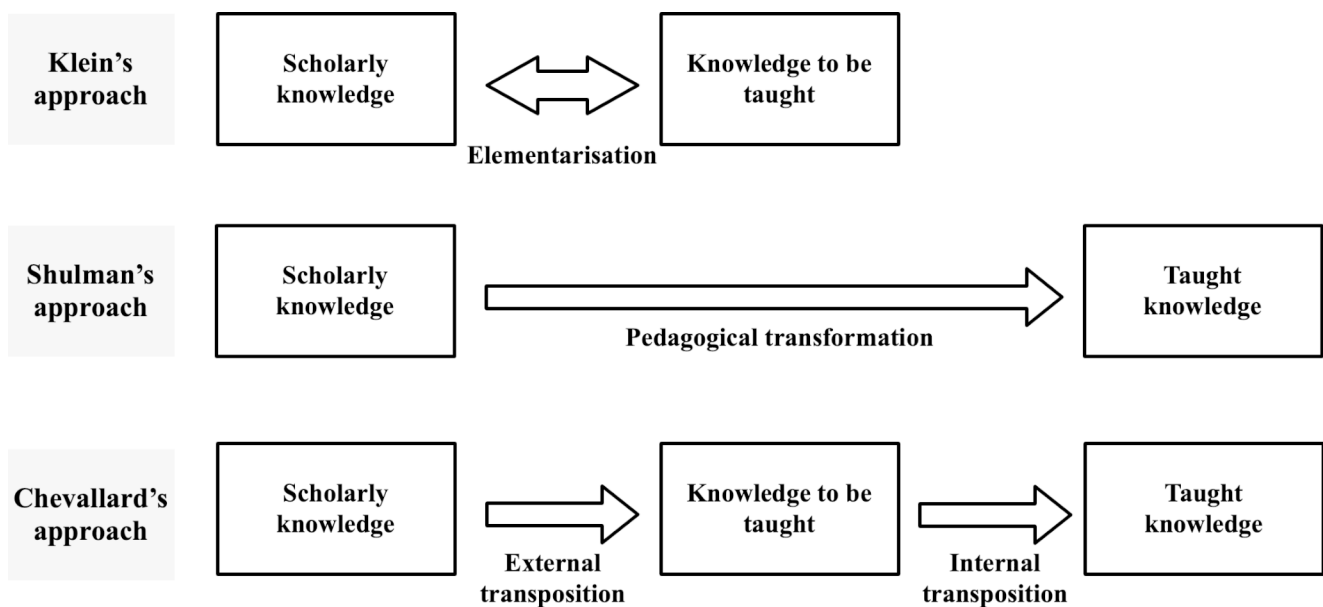 Klein’s
approach
Scholarly
knowledge
Elementarisation
Knowledge to be
taught
Shulman’s
approach
Scholarly
knowledge
Pedagogical transformation
Taught
knowledge
Chevallard’s
approach
Scholarly
knowledge
External
transposition
Knowledge to be
taught
Internal
transposition
Taught
knowledge